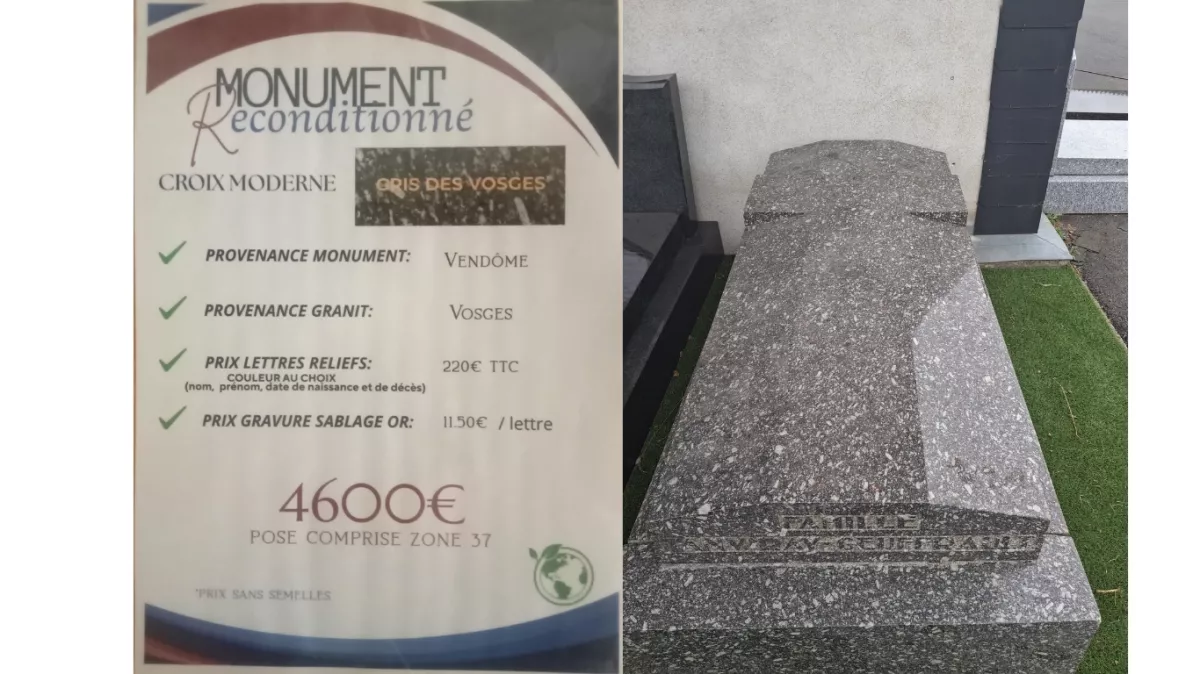 MONUMENT
Reconditionné
CROIX MODERNE
GRIS DES VOSGES
PROVENANCE MONUMENT: VENDÔME
PROVENANCE GRANIT: VOSGES
PRIX LETTRES RELIEFS: 220€ TTC
COULEUR AU CHOIX
(nom, prénom, date de naissance et de décès)
PRIX GRAVURE SABLAGE OR: 11.50€ / lettre
4600€
POSE COMPRISE ZONE 37
*PRIX SANS SEMELLES
FAMILLE